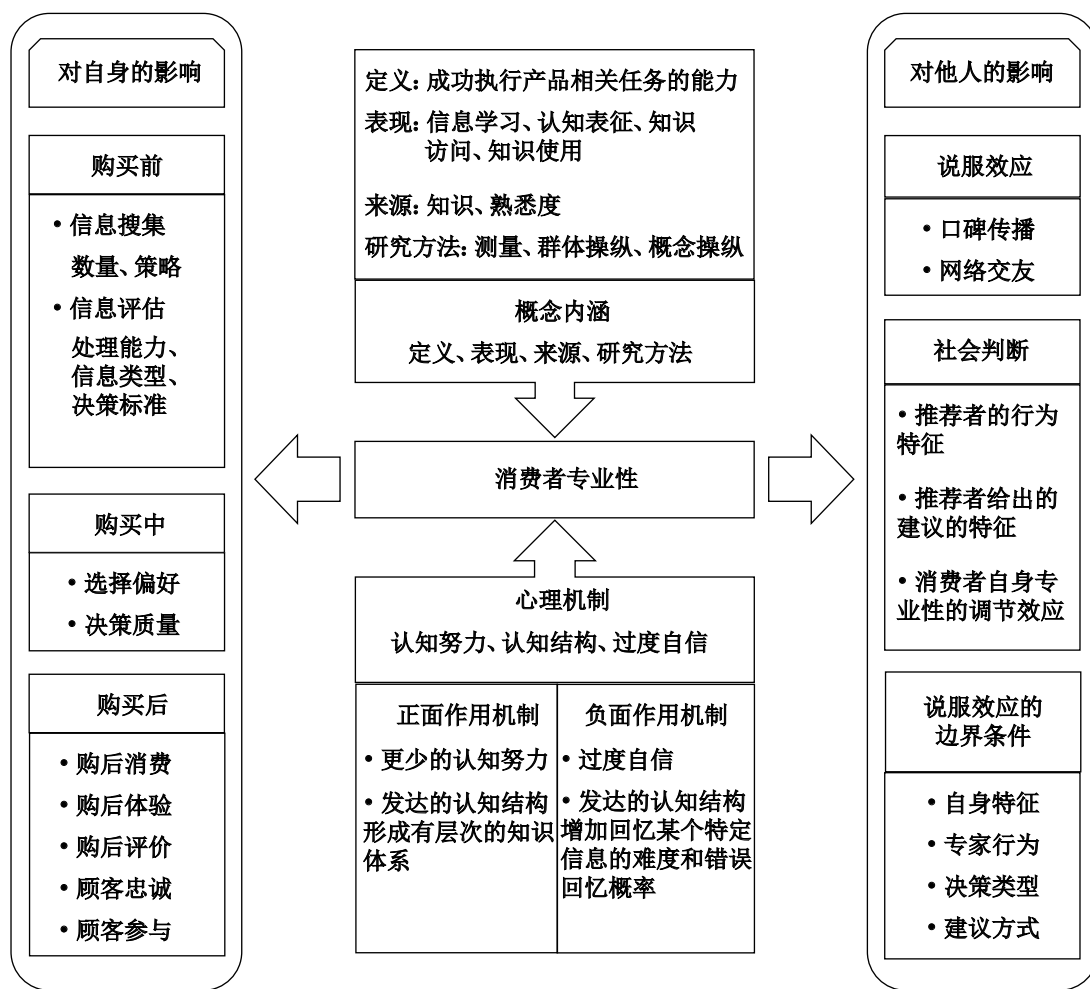 对自身的影响
购买前
• 信息搜集
数量、策略
• 信息评估
处理能力、
信息类型、
决策标准
购买中
• 选择偏好
• 决策质量
购买后
• 购后消费
• 购后体验
• 购后评价
• 顾客忠诚
• 顾客参与
定义：成功执行产品相关任务的能力
表现：信息学习、认知表征、知识
访问、知识使用
来源：知识、熟悉度
研究方法：测量、群体操纵、概念操纵
概念内涵
定义、表现、来源、研究方法
消费者专业性
心理机制
认知努力、认知结构、过度自信
正面作用机制
• 更少的认知努力
• 发达的认知结构
形成有层次的知识
体系
负面作用机制
• 过度自信
• 发达的认知结构
增加回忆某个特定
信息的难度和错误
回忆概率
对他人的影响
说服效应
• 口碑传播
• 网络交友
社会判断
• 推荐者的行为
特征
• 推荐者给出的
建议的特征
• 消费者自身专
业性的调节效应
说服效应的
边界条件
• 自身特征
• 专家行为
• 决策类型
• 建议方式